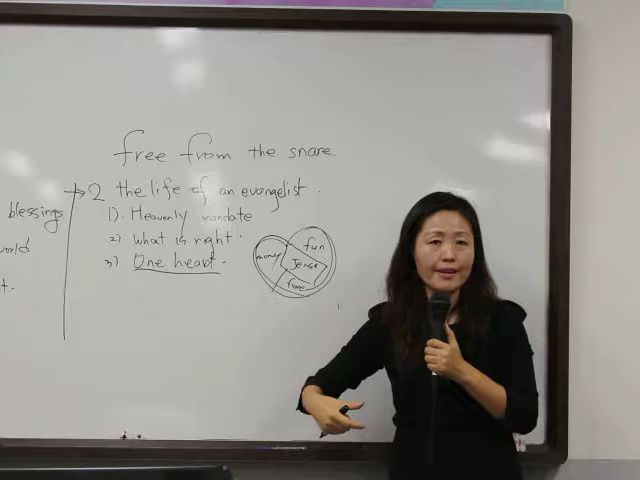 free from the snare.
blessings
world
t.
→ 2 the life of an evangelist.
1). Heavenly mandate
2) what is right.
3) One heart.
money
fun
Jesus
fame